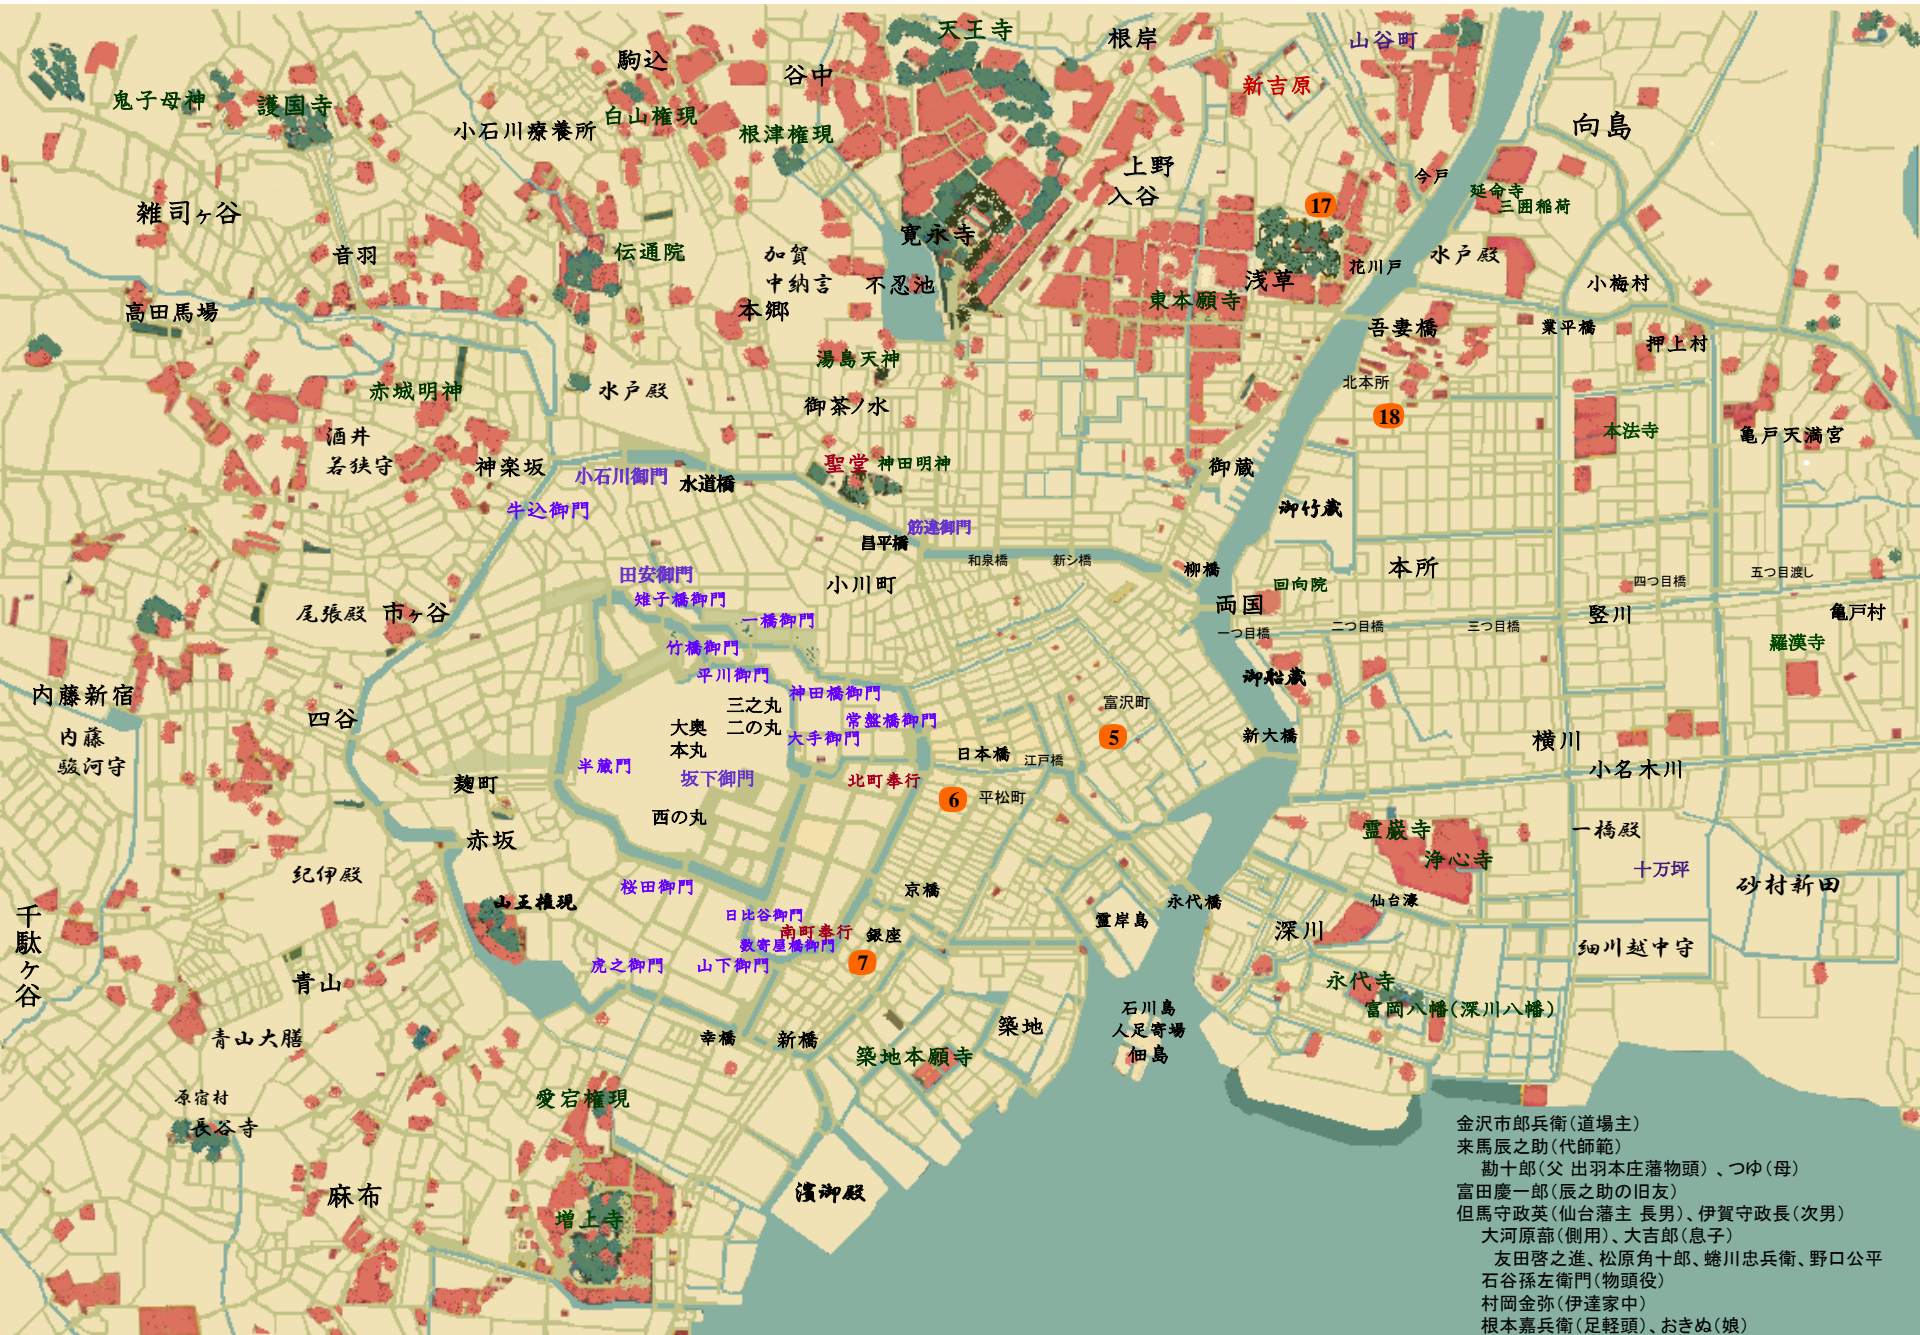 天王寺
根岸
山谷町
駒込
谷中
新吉原
鬼子母神
護国寺
小石川療養所
白山権現
根津権現
向島
上野
入谷
今戸
延命寺
三囲稲荷
17
雑司ヶ谷
音羽
伝通院
加賀
中納言
寛永寺
不忍池
浅草
花川戸
水戸殿
小梅村
高田馬場
本郷
東本願寺
吾妻橋
業平橋
押上村
湯島天神
赤城明神
水戸殿
御茶ノ水
北本所
18
本法寺
亀戸天満宮
酒井
若狭守
神楽坂
小石川御門
水道橋
聖堂
神田明神
御蔵
牛込御門
御竹蔵
筋違御門
昌平橋
和泉橋
新シ橋
柳橋
本所
田安御門
小川町
回向院
四つ目橋
五つ目渡し
雉子橋御門
尾張殿
市ヶ谷
一橋御門
両国
一つ目橋
二つ目橋
三つ目橋
竪川
亀戸村
竹橋御門
平川御門
羅漢寺
御船蔵
内藤新宿
四谷
神田橋御門
三之丸
大奥
二の丸
本丸
常盤橋御門
大手御門
富沢町
5
新大橋
横川
内藤
駿河守
半蔵門
坂下御門
北町奉行
日本橋
江戸橋
小名木川
麹町
6
平松町
西の丸
赤坂
霊巌寺
浄心寺
一橋殿
十万坪
砂村新田
紀伊殿
桜田御門
京橋
永代橋
仙台濠
山王権現
日比谷御門
南町奉行
数寄屋橋御門
銀座
霊岸島
深川
細川越中守
千駄ヶ谷
虎之御門
山下御門
7
青山
永代寺
富岡八幡(深川八幡)
石川島
人足寄場
佃島
青山大膳
幸橋
新橋
築地
築地本願寺
原宿村
長谷寺
愛宕権現
麻布
濱御殿
増上寺
金沢市郎兵衛(道場主)
来馬辰之助(代師範)
勘十郎(父 出羽本庄藩物頭)、つゆ(母)
富田慶一郎(辰之助の旧友)
但馬守政英(仙台藩主 長男)、伊賀守政長(次男)
大河原部(側用)、大吉郎(息子)
友田啓之進、松原角十郎、蜷川忠兵衛、野口公平
石谷孫左衛門(物頭役)
村岡金弥(伊達家中)
根本嘉兵衛(足軽頭)、おきぬ(娘)